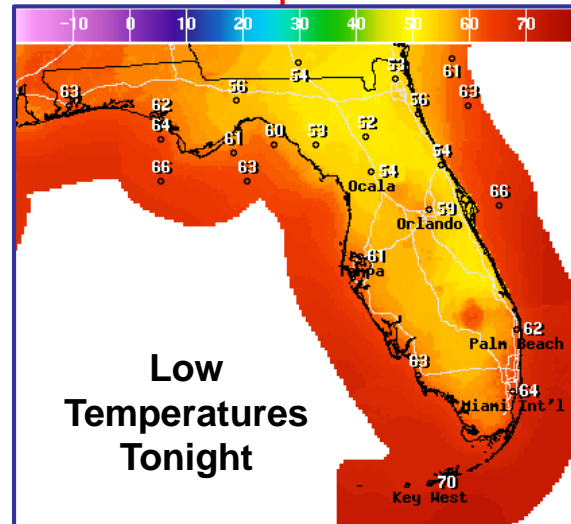 -10 0 10 20 30 40 50 60 70
54 53 61
63 56 63
62 56
64 61 60 53 52
54
66 63 54
Ocala 66
59
Orlando
61
Tampa
62
Palm Beach
63
64
Miami Int'l
Low
Temperatures
Tonight
70
Key West